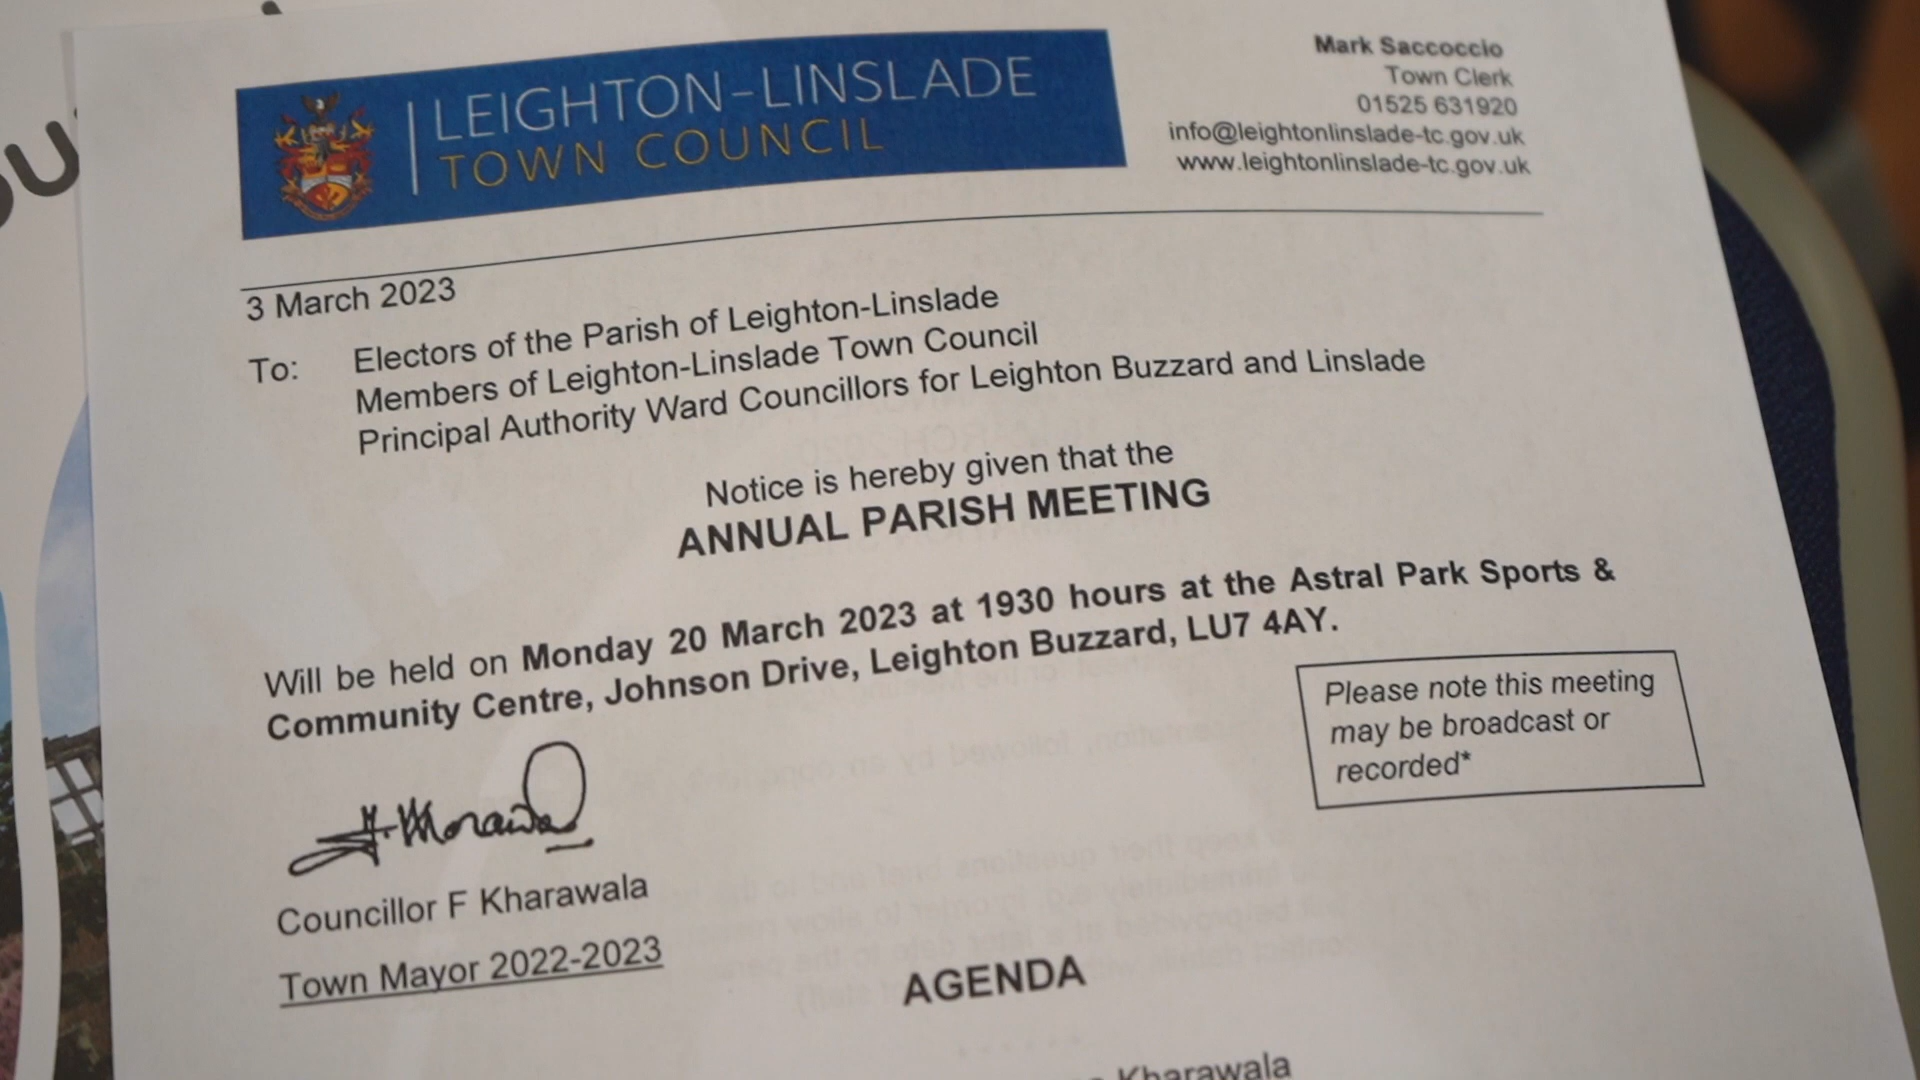 LEIGHTON-LINSLADE
TOWN COUNCIL
Mark Saccoccio
Town Clerk
01525 631920
info@leightonlinslade-tc.gov.uk
www.leightonlinslade-tc.gov.uk
3 March 2023
To: Electors of the Parish of Leighton-Linslade
Members of Leighton-Linslade Town Council
Principal Authority Ward Councillors for Leighton Buzzard and Linslade
Notice is hereby given that the
ANNUAL PARISH MEETING
Will be held on Monday 20 March 2023 at 1930 hours at the Astral Park Sports &
Community Centre, Johnson Drive, Leighton Buzzard, LU7 4AY.
Please note this meeting
may be broadcast or
recorded*
Councillor F Kharawala
Town Mayor 2022-2023
AGENDA
Kharawala